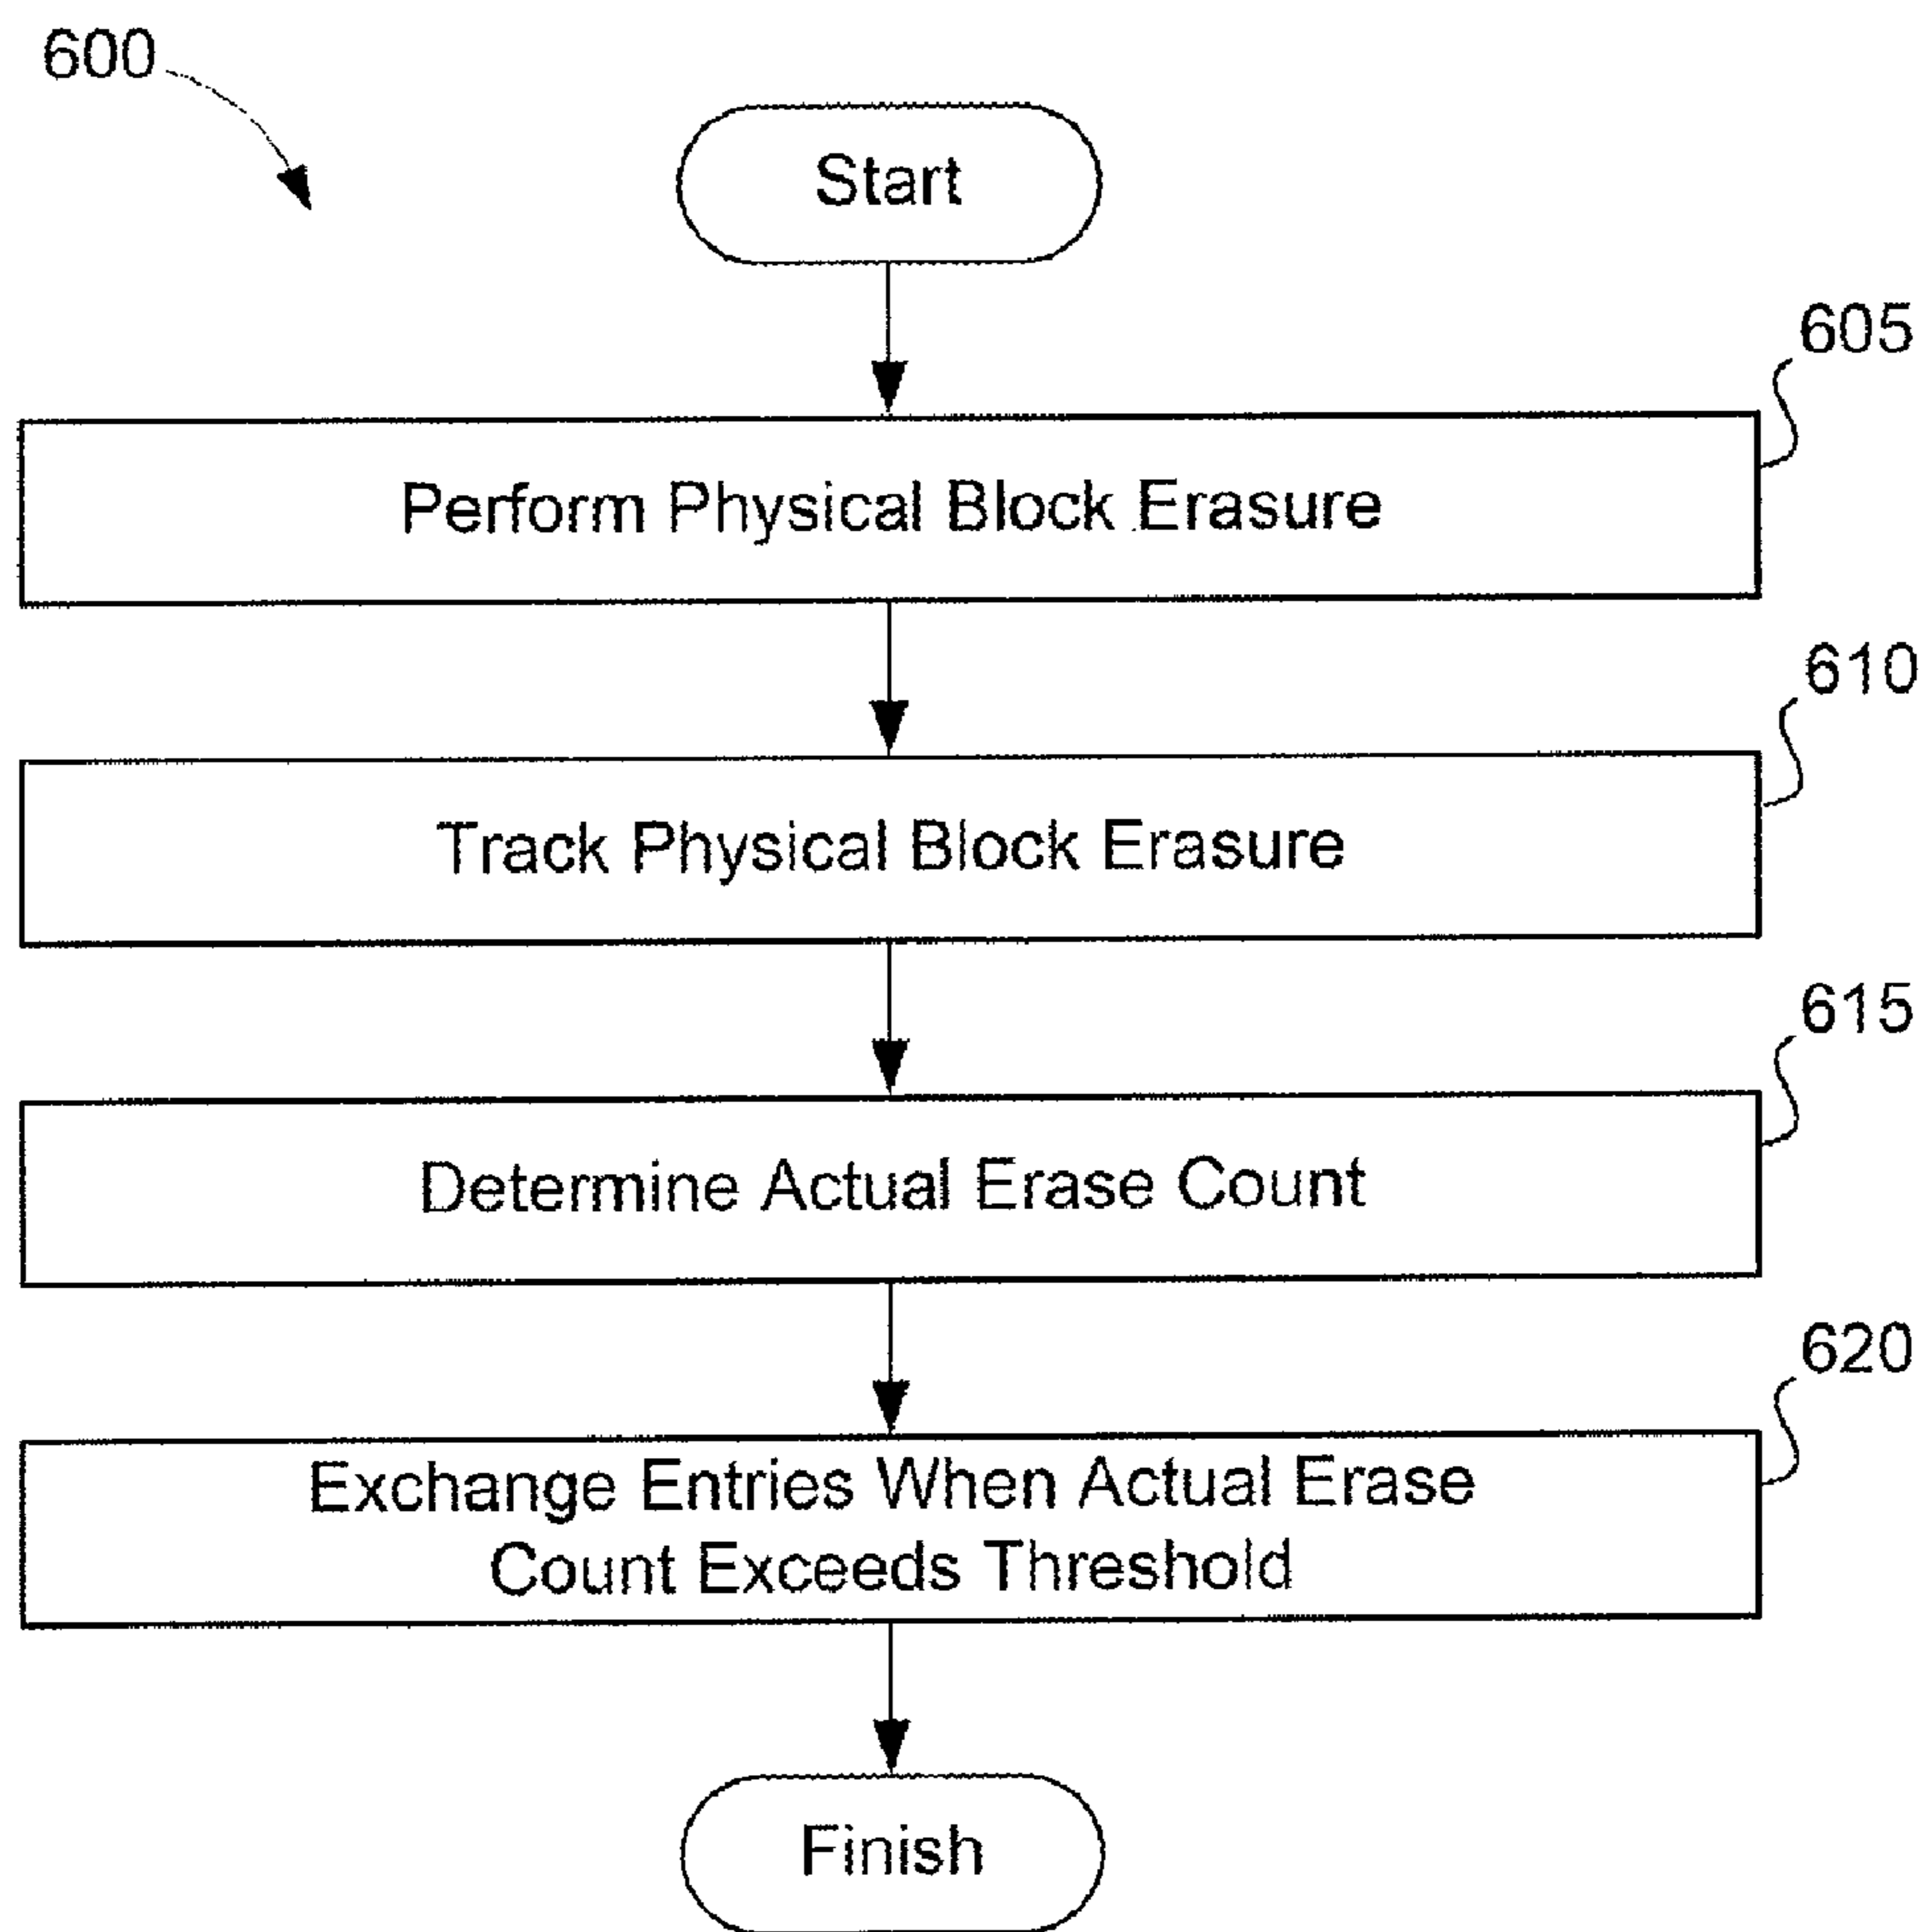 600
Start
605
Perform Physical Block Erasure
610
Track Physical Block Erasure
615
Determine Actual Erase Count
620
Exchange Entries When Actual Erase
Count Exceeds Threshold
Finish